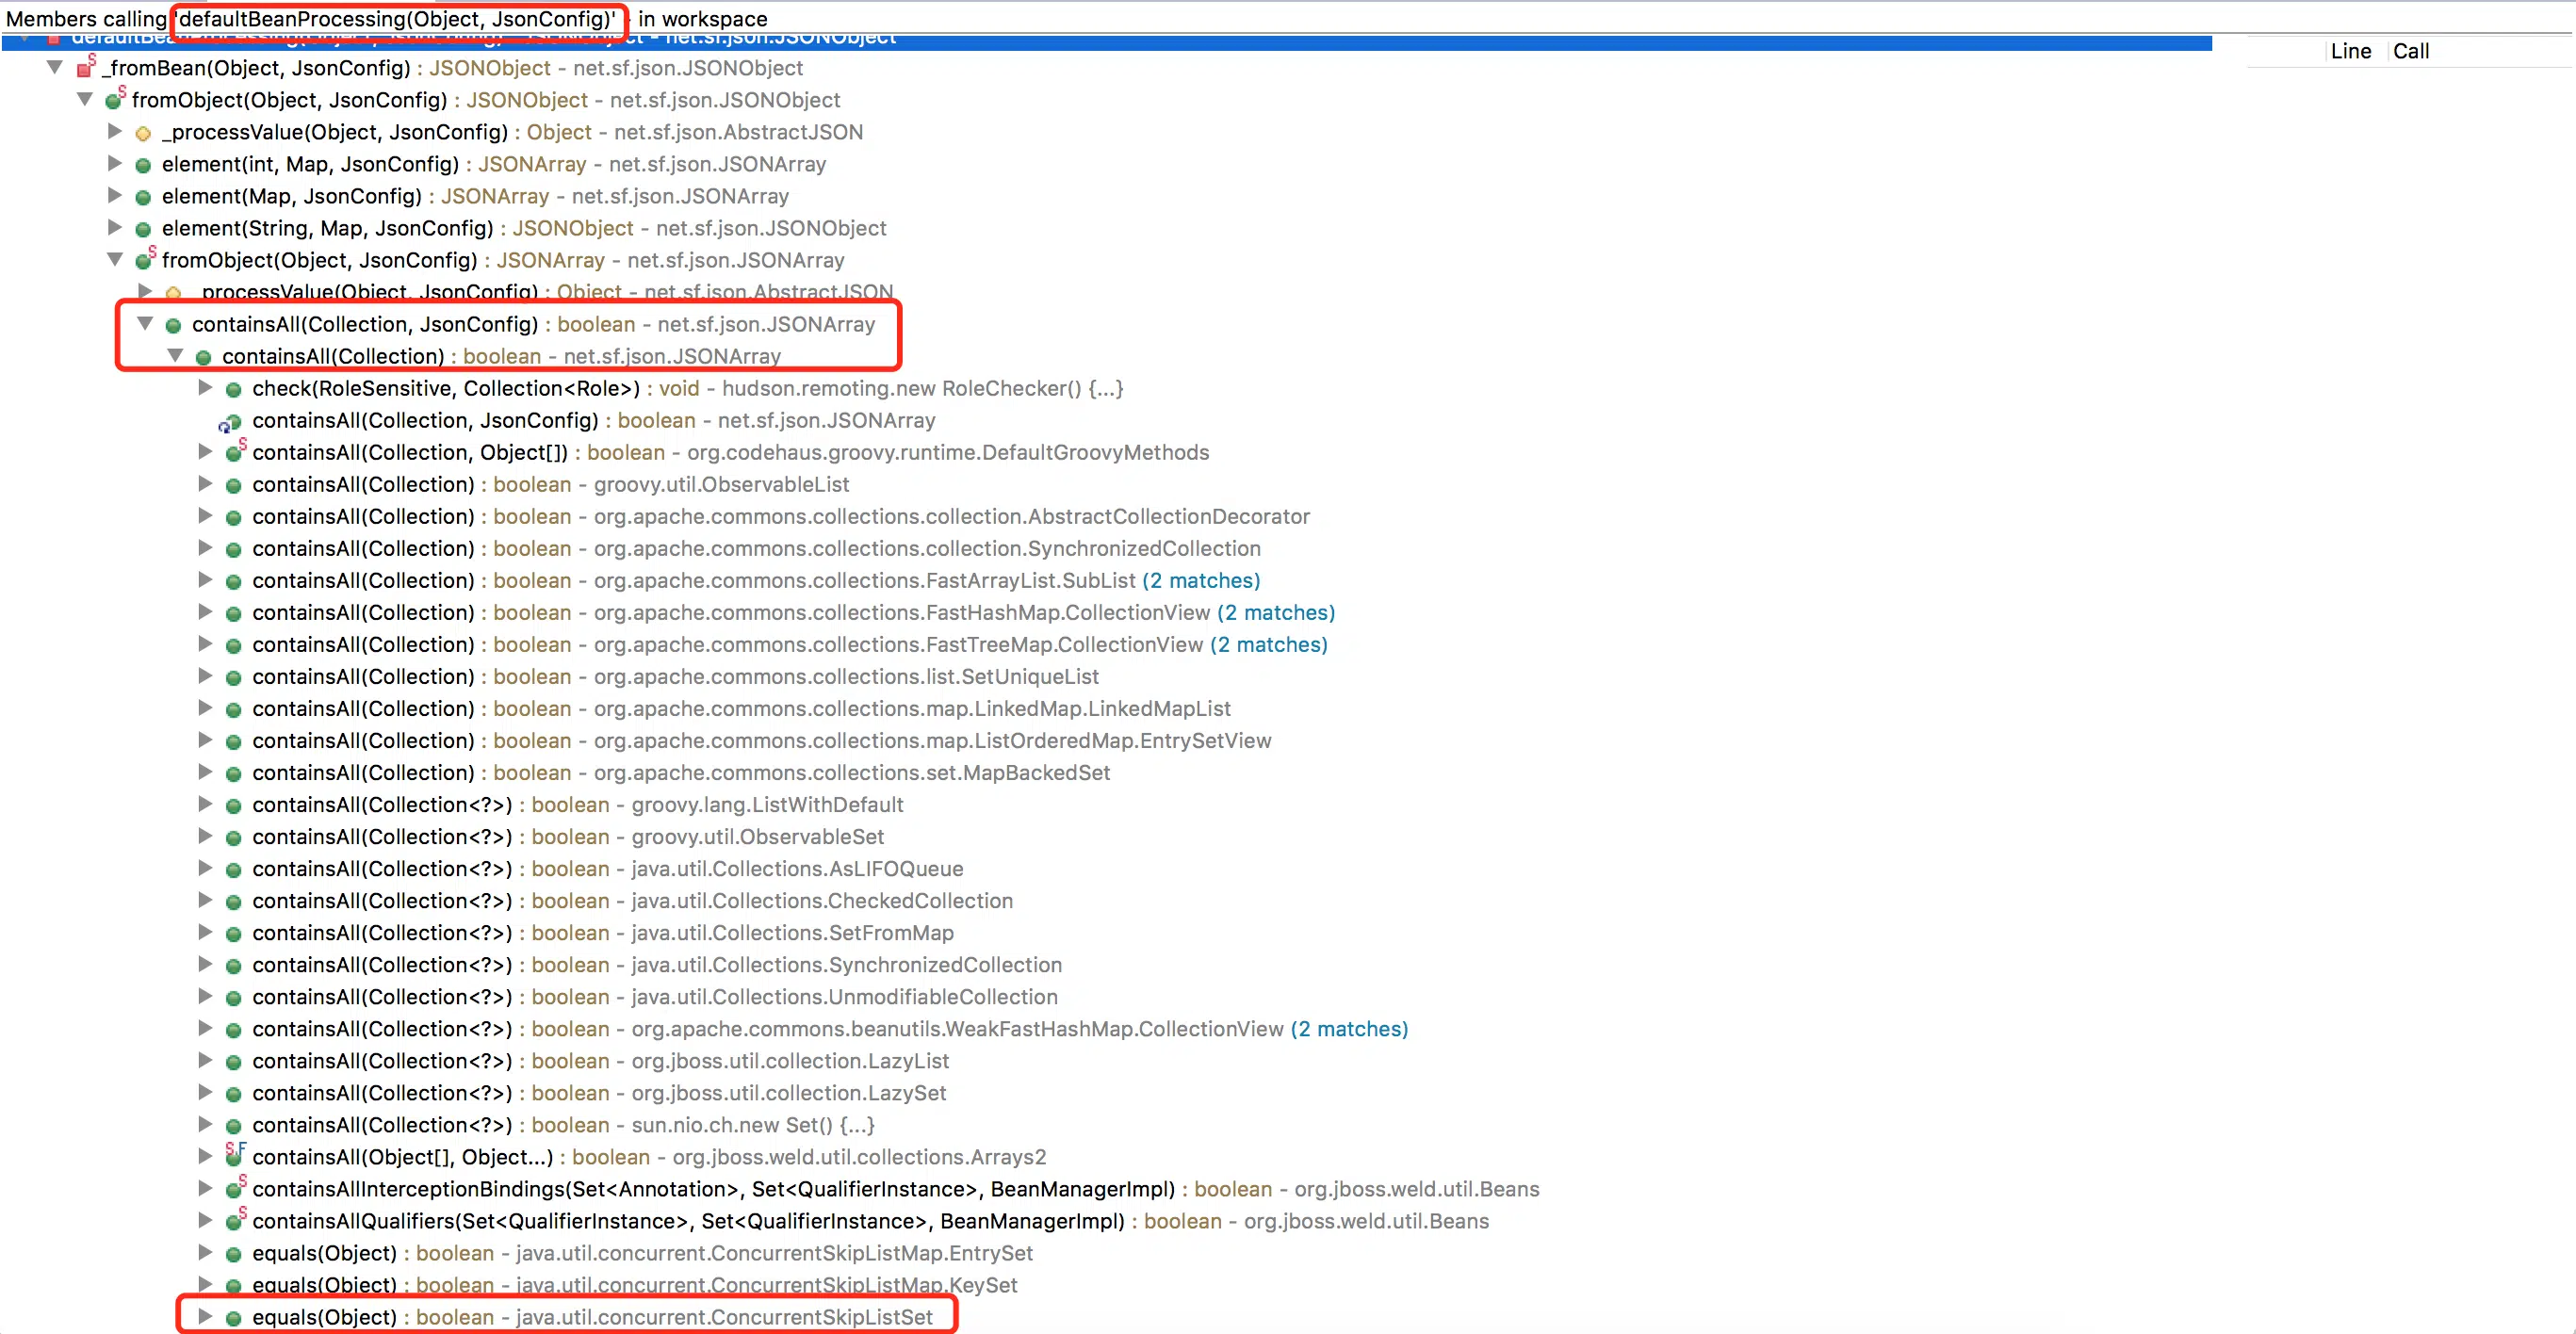 Members calling 'defaultBeanProcessing(Object, JsonConfig)' - in workspace
defaultBeanProcessing(Object, JsonConfig) : JSONObject - net.sf.json.JSONObject
Line Call
_fromBean(Object, JsonConfig) : JSONObject - net.sf.json.JSONObject
fromObject(Object, JsonConfig) : JSONObject - net.sf.json.JSONObject
_processValue(Object, JsonConfig) : Object - net.sf.json.AbstractJSON
element(int, Map, JsonConfig) : JSONArray - net.sf.json.JSONArray
element(Map, JsonConfig) : JSONArray - net.sf.json.JSONArray
element(String, Map, JsonConfig) : JSONObject - net.sf.json.JSONObject
fromObject(Object, JsonConfig) : JSONArray - net.sf.json.JSONArray
_processValue(Object, JsonConfig) : Object - net.sf.json.AbstractJSON
containsAll(Collection, JsonConfig) : boolean - net.sf.json.JSONArray
containsAll(Collection) : boolean - net.sf.json.JSONArray
check(RoleSensitive, Collection<Role>) : void - hudson.remoting.new RoleChecker() {...}
containsAll(Collection, JsonConfig) : boolean - net.sf.json.JSONArray
containsAll(Collection, Object[]) : boolean - org.codehaus.groovy.runtime.DefaultGroovyMethods
containsAll(Collection) : boolean - groovy.util.ObservableList
containsAll(Collection) : boolean - org.apache.commons.collections.collection.AbstractCollectionDecorator
containsAll(Collection) : boolean - org.apache.commons.collections.collection.SynchronizedCollection
containsAll(Collection) : boolean - org.apache.commons.collections.FastArrayList.SubList (2 matches)
containsAll(Collection) : boolean - org.apache.commons.collections.FastHashMap.CollectionView (2 matches)
containsAll(Collection) : boolean - org.apache.commons.collections.FastTreeMap.CollectionView (2 matches)
containsAll(Collection) : boolean - org.apache.commons.collections.list.SetUniqueList
containsAll(Collection) : boolean - org.apache.commons.collections.map.LinkedMap.LinkedMapList
containsAll(Collection) : boolean - org.apache.commons.collections.map.ListOrderedMap.EntrySetView
containsAll(Collection) : boolean - org.apache.commons.collections.set.MapBackedSet
containsAll(Collection<?>) : boolean - groovy.lang.ListWithDefault
containsAll(Collection<?>) : boolean - groovy.util.ObservableSet
containsAll(Collection<?>) : boolean - java.util.Collections.AsLIFOQueue
containsAll(Collection<?>) : boolean - java.util.Collections.CheckedCollection
containsAll(Collection<?>) : boolean - java.util.Collections.SetFromMap
containsAll(Collection<?>) : boolean - java.util.Collections.SynchronizedCollection
containsAll(Collection<?>) : boolean - java.util.Collections.UnmodifiableCollection
containsAll(Collection<?>) : boolean - org.apache.commons.beanutils.WeakFastHashMap.CollectionView (2 matches)
containsAll(Collection<?>) : boolean - org.jboss.util.collection.LazyList
containsAll(Collection<?>) : boolean - org.jboss.util.collection.LazySet
containsAll(Collection<?>) : boolean - sun.nio.ch.new Set() {...}
containsAll(Object[], Object...) : boolean - org.jboss.weld.util.collections.Arrays2
containsAllInterceptionBindings(Set<Annotation>, Set<QualifierInstance>, BeanManagerImpl) : boolean - org.jboss.weld.util.Beans
containsAllQualifiers(Set<QualifierInstance>, Set<QualifierInstance>, BeanManagerImpl) : boolean - org.jboss.weld.util.Beans
equals(Object) : boolean - java.util.concurrent.ConcurrentSkipListMap.EntrySet
equals(Object) : boolean - java.util.concurrent.ConcurrentSkipListMap.KeySet
equals(Object) : boolean - java.util.concurrent.ConcurrentSkipListSet